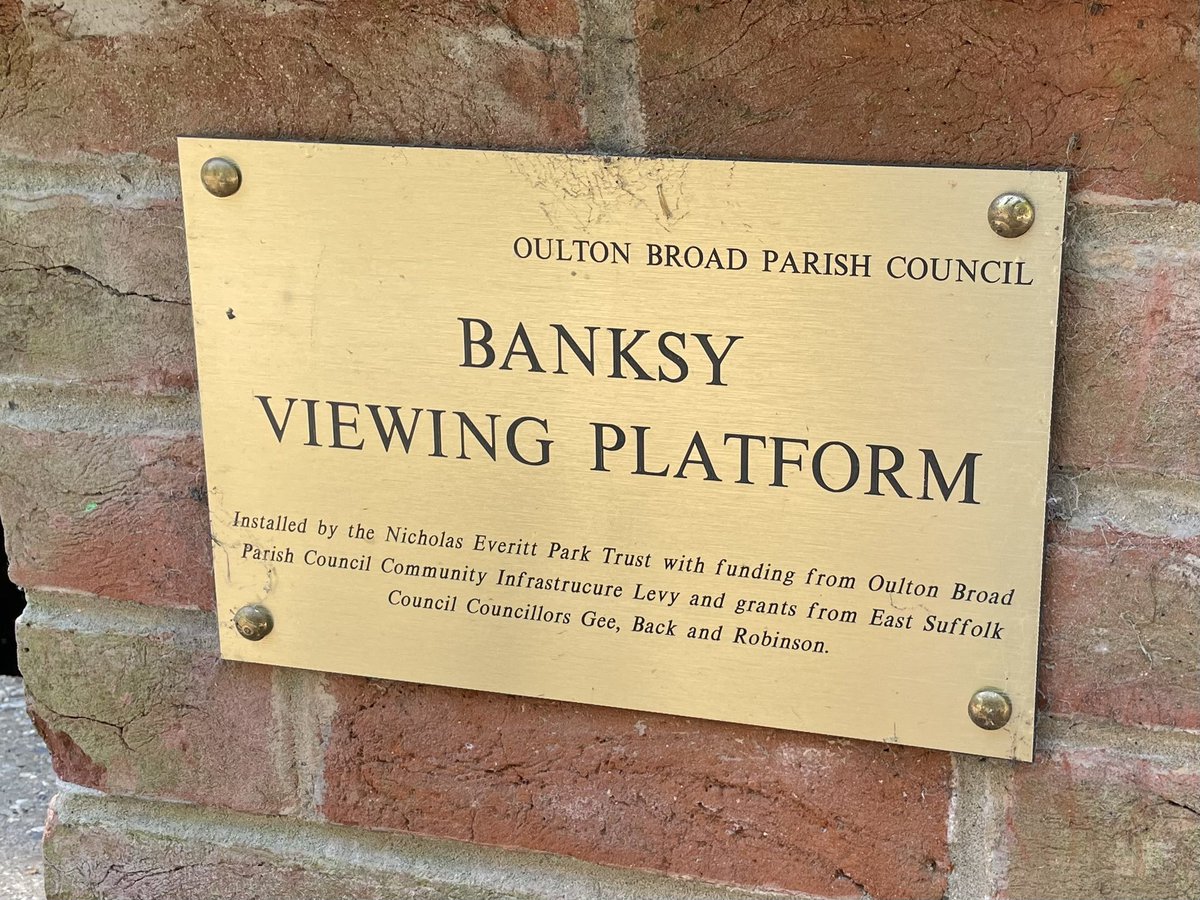 OULTON BROAD PARISH COUNCIL
BANKSY
VIEWING PLATFORM
Installed by the Nicholas Everitt Park Trust with funding from Oulton Broad
Parish Council Community Infrastrucure Levy and grants from East Suffolk
Council Councillors Gee, Back and Robinson.